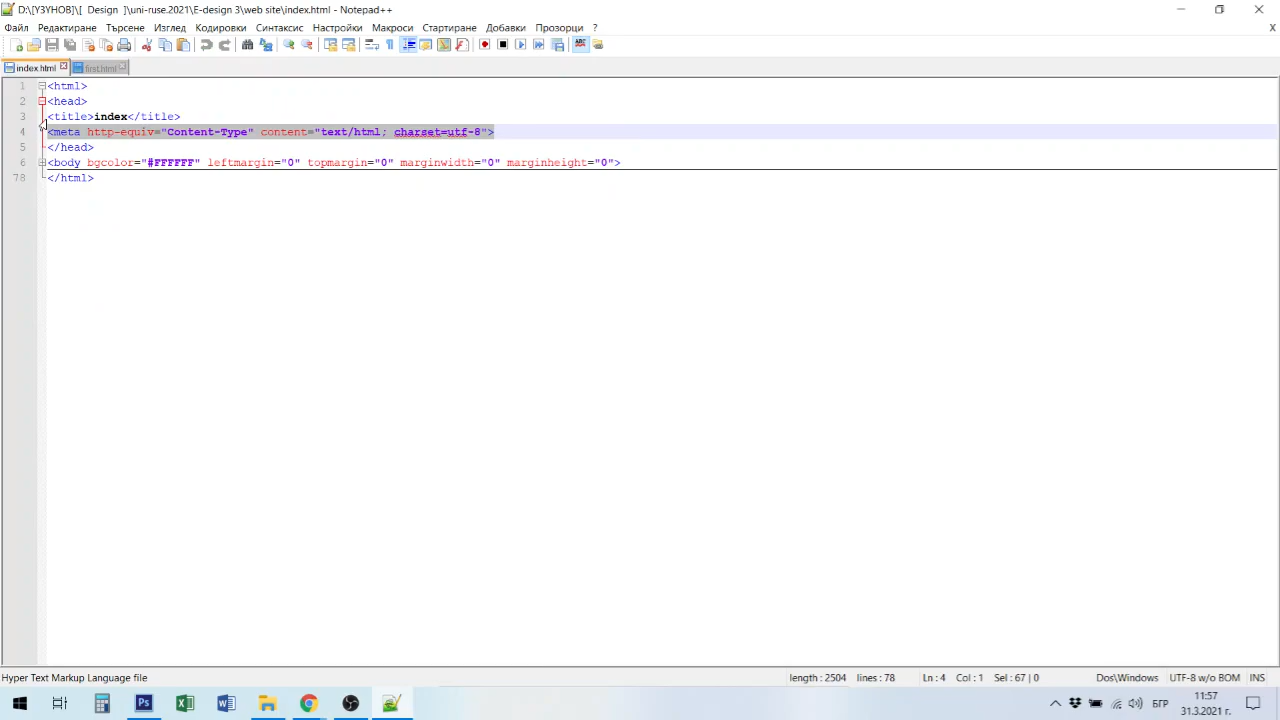 D:\[УЗУНОВ]\[  Design  ]\uni-ruse.2021\E-design 3\web site\index.html - Notepad++
Файл Редактиране Търсене Изглед Кодировки Синтаксис Настройки Макроси Стартиране Добавки Прозорци ? X
index.html first.html
1 <html>
2 <head>
3 <title>index</title>
4 <meta http-equiv="Content-Type" content="text/html; charset=utf-8">
5 </head>
6 <body bgcolor="#FFFFFF" leftmargin="0" topmargin="0" marginwidth="0" marginheight="0">
78 </html>
Hyper Text Markup Language file length : 2504 lines : 78 Ln : 4 Col : 1 Sel : 67 | 0 Dos\Windows UTF-8 w/o BOM INS
БГР 11:57
31.3.2021 г.